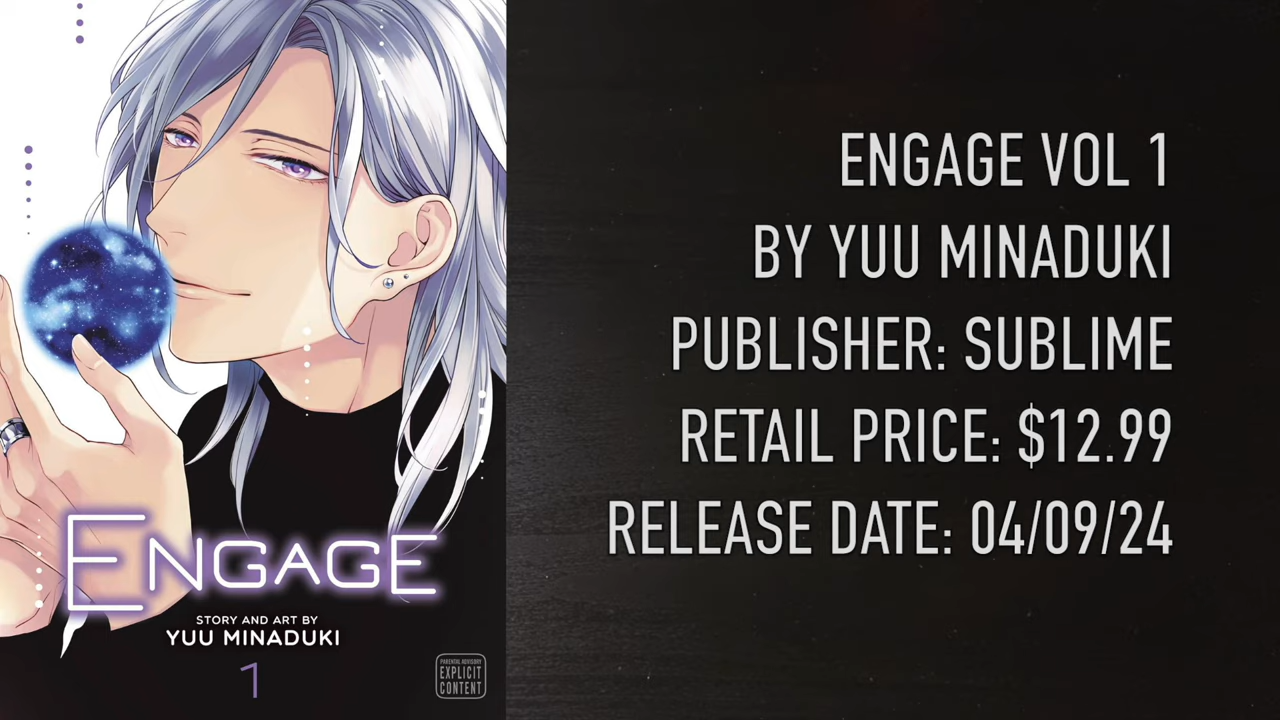 ENGAGE
STORY AND ART BY
YUU MINADUKI
1
PARENTAL ADVISORY
EXPLICIT
CONTENT
ENGAGE VOL 1
BY YUU MINADUKI
PUBLISHER: SUBLIME
RETAIL PRICE: $12.99
RELEASE DATE: 04/09/24